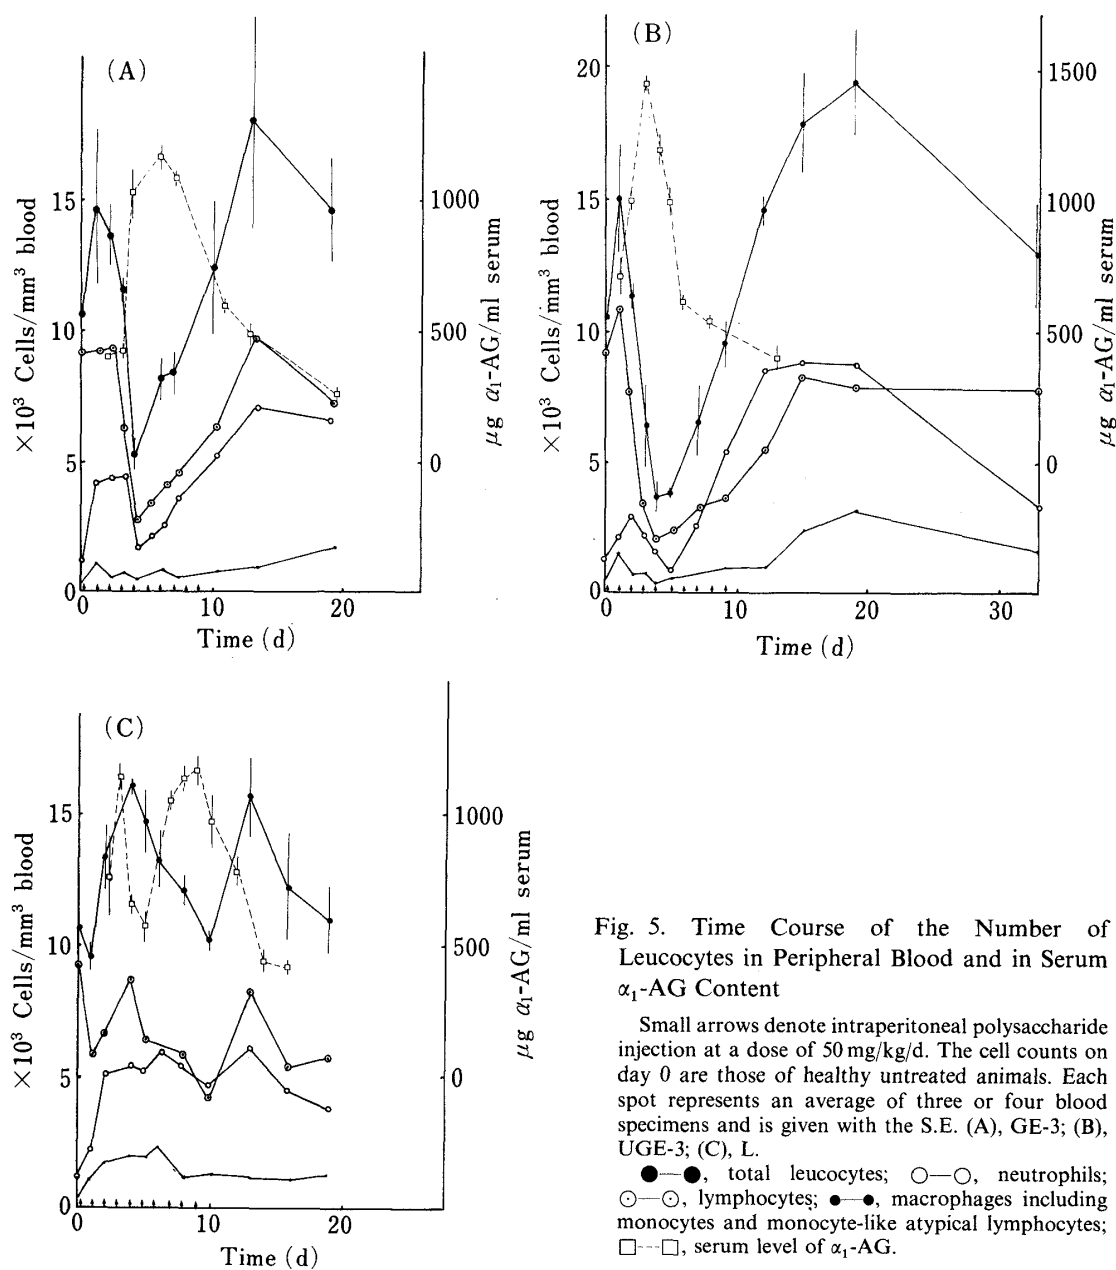 (A)
15
10
5
0
×10³ Cells/mm³ blood
1000
500
0
μg α₁-AG/ml serum
0
10
20
Time (d)
(B)
20
15
10
5
0
×10³ Cells/mm³ blood
1500
1000
500
0
μg α₁-AG/ml serum
0
10
20
30
Time (d)
(C)
15
10
5
0
×10³ Cells/mm³ blood
1000
500
0
μg α₁-AG/ml serum
0
10
20
Time (d)
Fig. 5. Time Course of the Number of
Leucocytes in Peripheral Blood and in Serum
α₁-AG Content
Small arrows denote intraperitoneal polysaccharide
injection at a dose of 50 mg/kg/d. The cell counts on
day 0 are those of healthy untreated animals. Each
spot represents an average of three or four blood
specimens and is given with the S.E. (A), GE-3; (B),
UGE-3; (C), L.
●—●, total leucocytes; ○—○, neutrophils;
⊙—⊙, lymphocytes; •—•, macrophages including
monocytes and monocyte-like atypical lymphocytes;
□---□, serum level of α₁-AG.